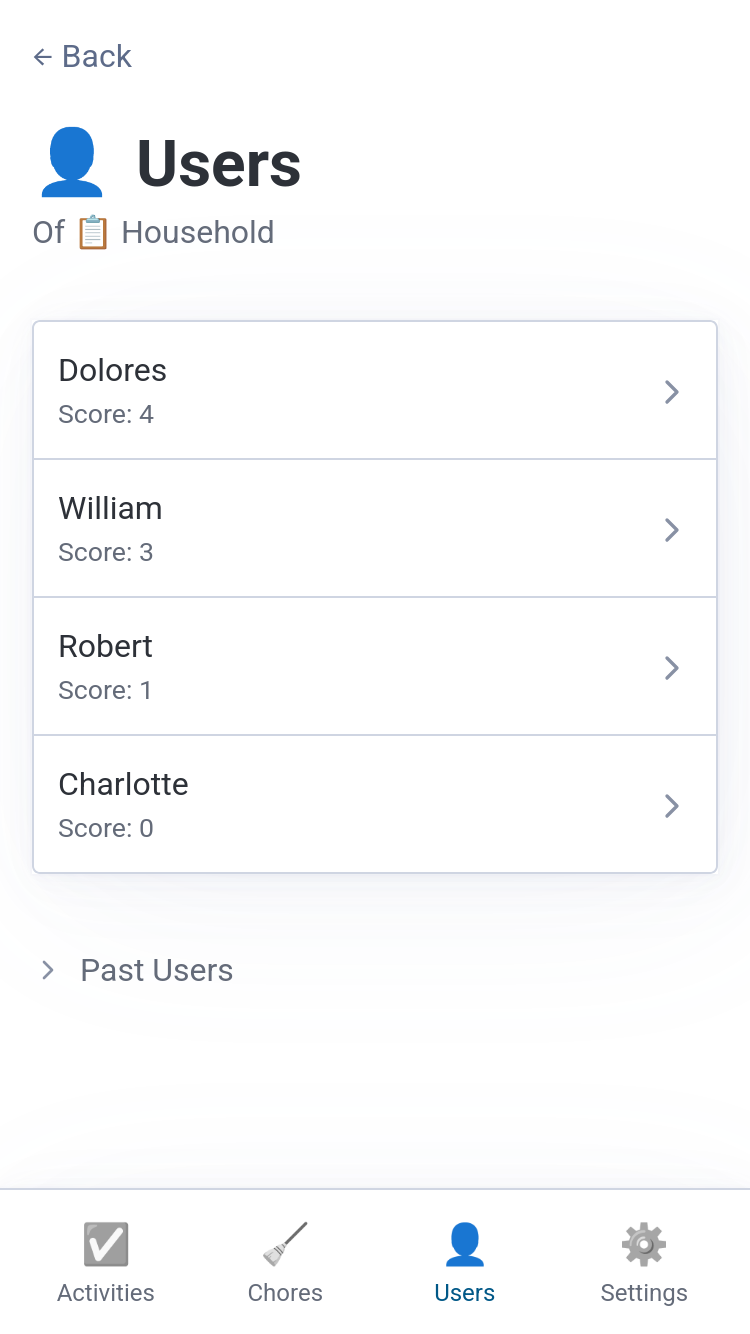 ← Back
👤 Users
Of 📋 Household
Dolores
Score: 4
William
Score: 3
Robert
Score: 1
Charlotte
Score: 0
Past Users
Activities
Chores
Users
Settings